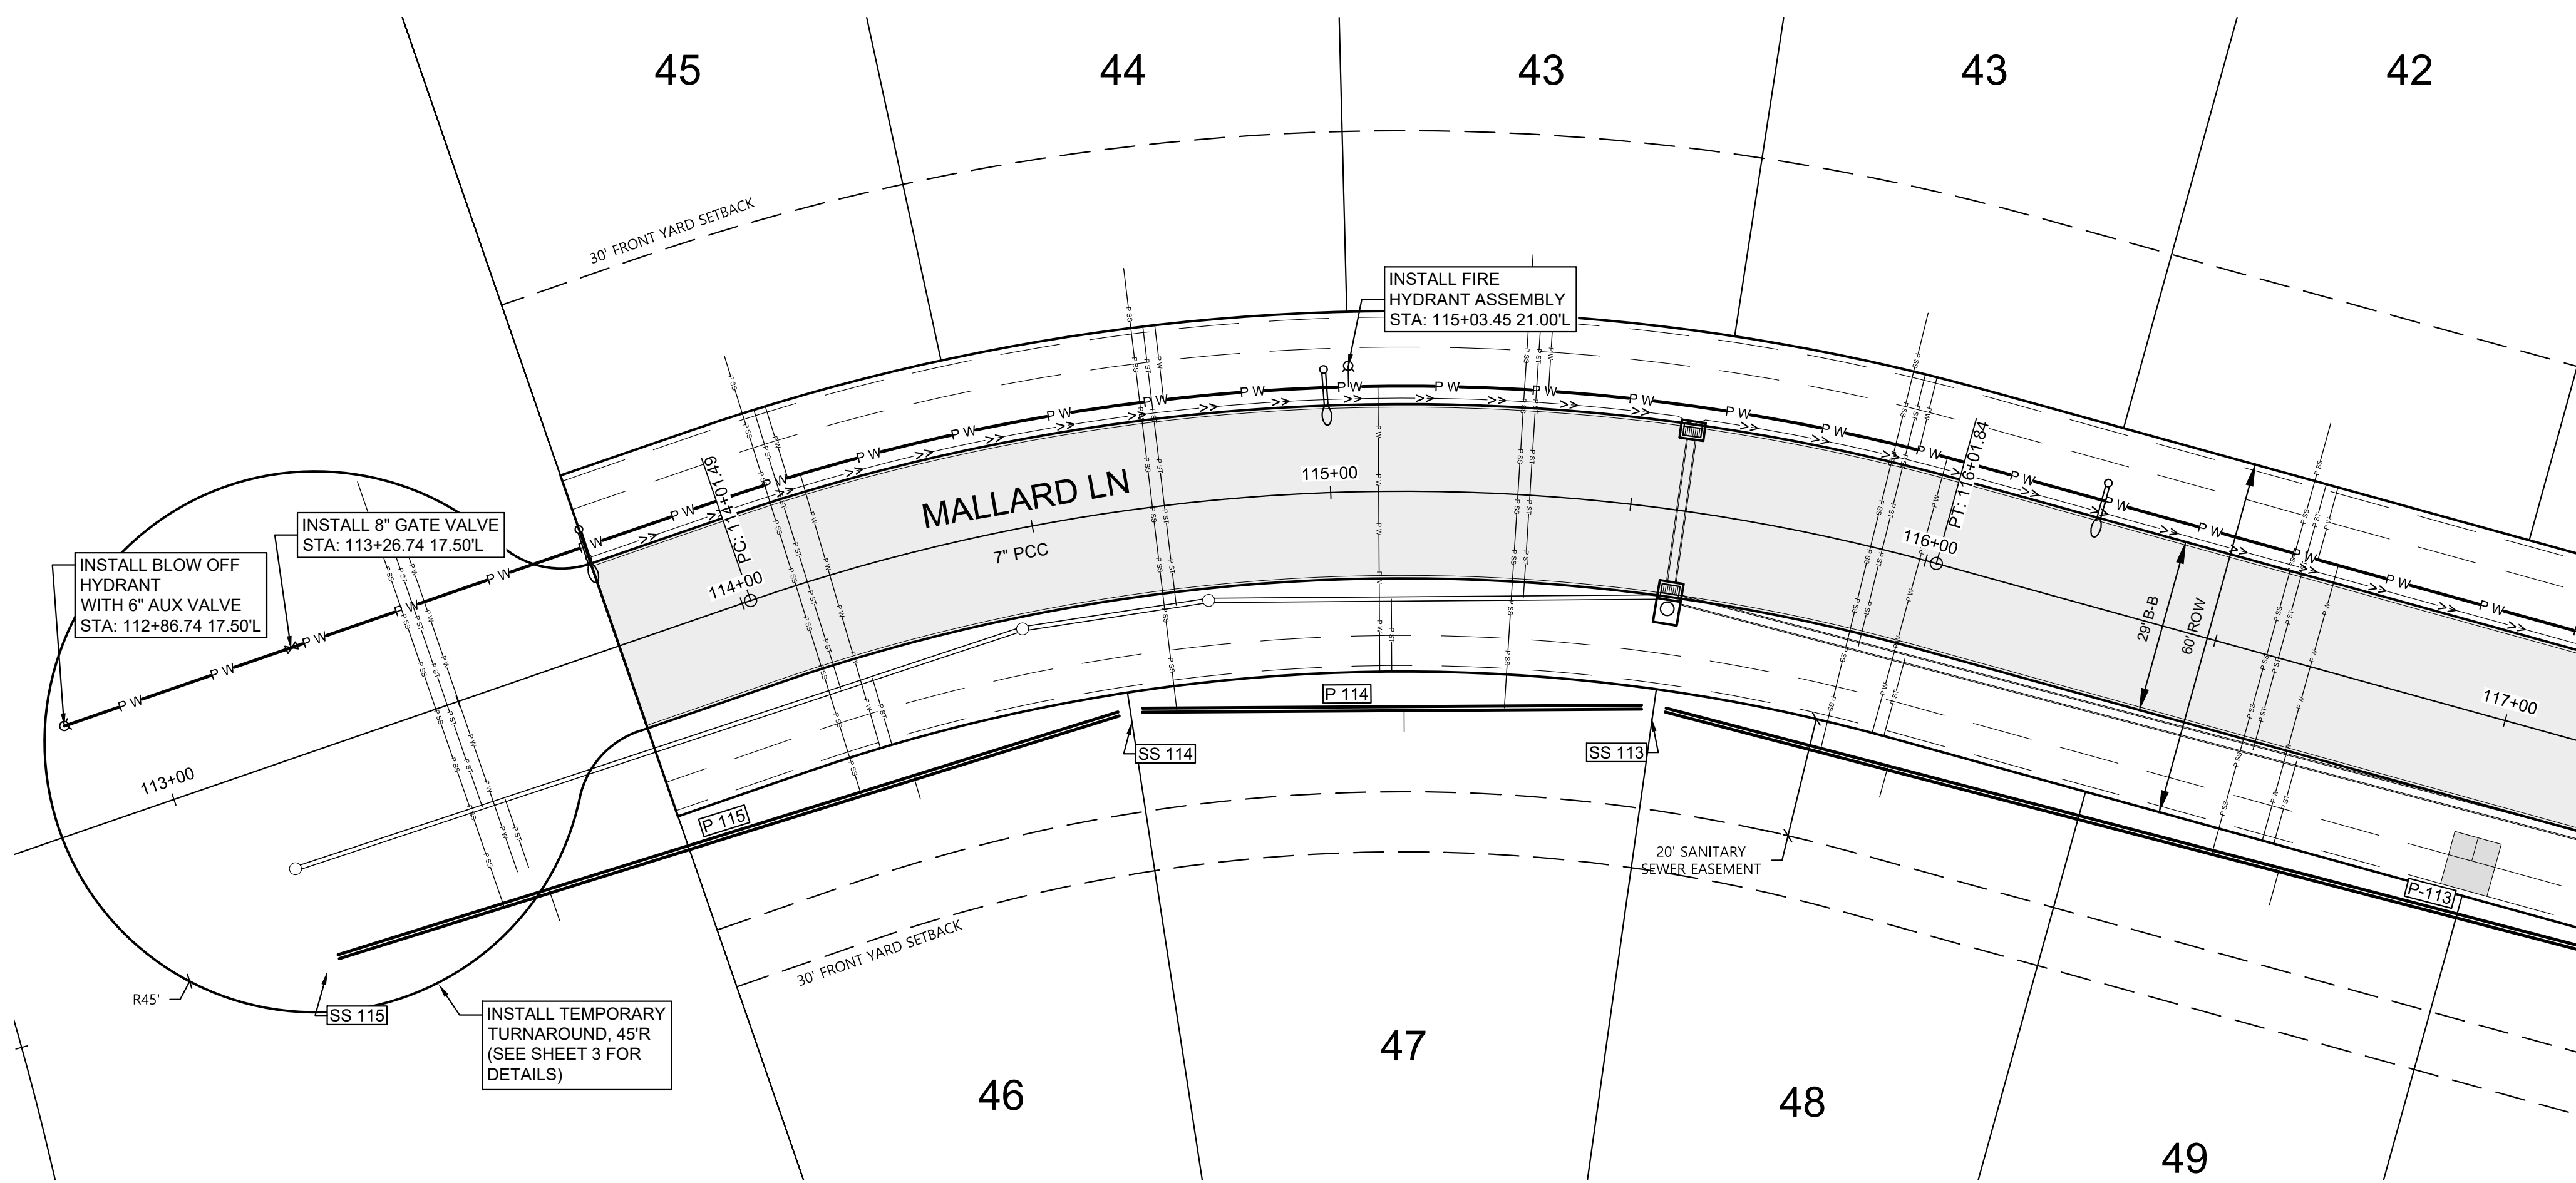 45
44
43
43
42
30' FRONT YARD SETBACK
INSTALL FIRE
HYDRANT ASSEMBLY
STA: 115+03.45 21.00'L
INSTALL 8" GATE VALVE
STA: 113+26.74 17.50'L
INSTALL BLOW OFF
HYDRANT
WITH 6" AUX VALVE
STA: 112+86.74 17.50'L
PC: 114+01.49
MALLARD LN
7" PCC
113+00
114+00
115+00
116+00
PT: 116+01.84
117+00
29' B-B
60' ROW
P W
P SS
P ST
P 115
P 114
P-113
SS 115
SS 114
SS 113
20' SANITARY
SEWER EASEMENT
30' FRONT YARD SETBACK
R45'
INSTALL TEMPORARY
TURNAROUND, 45'R
(SEE SHEET 3 FOR
DETAILS)
46
47
48
49